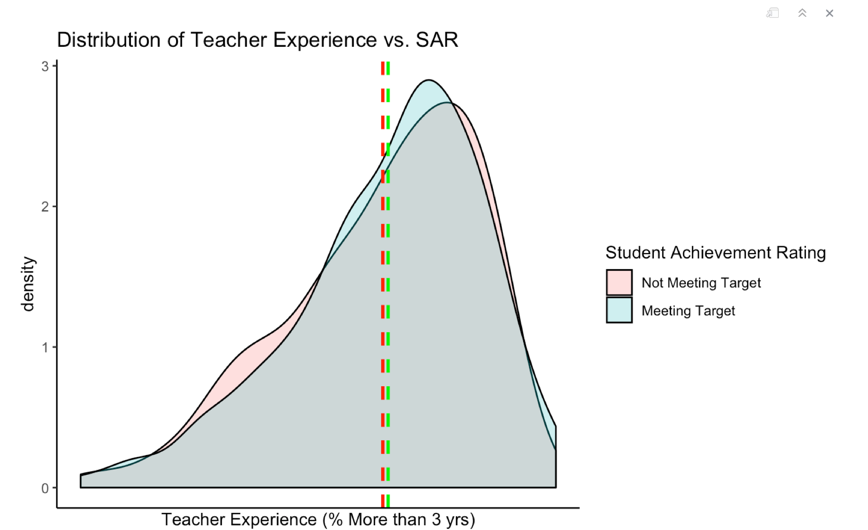 Distribution of Teacher Experience vs. SAR
3
2
1
0
density
Teacher Experience (% More than 3 yrs)
Student Achievement Rating
Not Meeting Target
Meeting Target